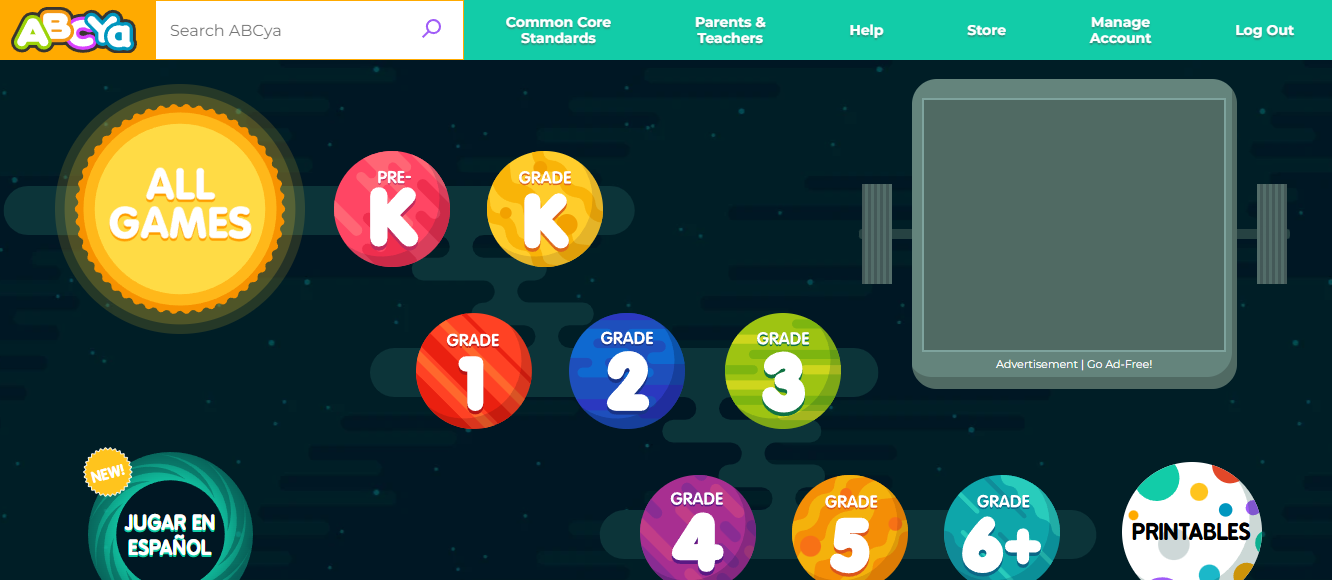 ABCYa
Search ABCya
Common Core
Standards
Parents &
Teachers
Help
Store
Manage
Account
Log Out
ALL
GAMES
PRE-
K
GRADE
K
GRADE
1
GRADE
2
GRADE
3
Advertisement | Go Ad-Free!
NEW!
JUGAR EN
ESPAÑOL
GRADE
4
GRADE
5
GRADE
6+
PRINTABLES